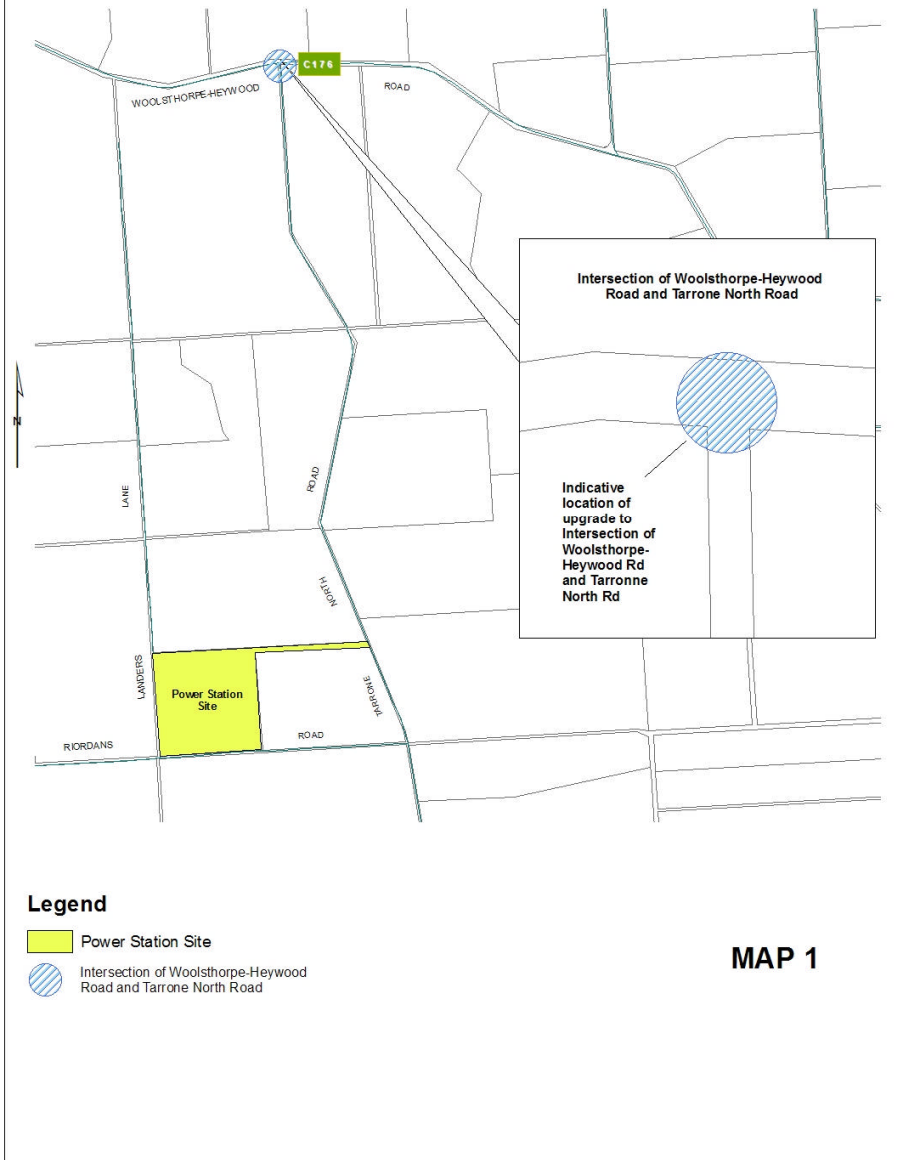 C176
WOOLSTHORPE-HEYWOOD
ROAD
Intersection of Woolsthorpe-Heywood
Road and Tarrone North Road
N
LANE
ROAD
Indicative
location of
upgrade to
Intersection of
Woolsthorpe-
Heywood Rd
and Tarronne
North Rd
NORTH
LANDERS
Power Station
Site
TARRONE
RIORDANS
ROAD
Legend
Power Station Site
Intersection of Woolsthorpe-Heywood
Road and Tarrone North Road
MAP 1